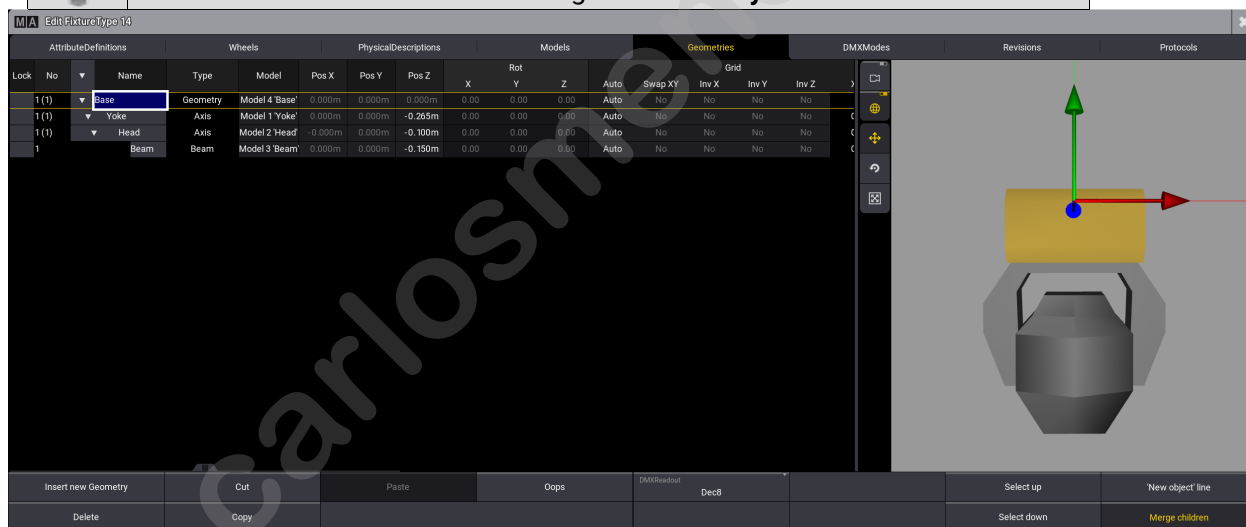 MA Edit FixtureType 14
AttributeDefinitions Wheels PhysicalDescriptions Models Geometries DMXModes Revisions Protocols
Lock No Name Type Model Pos X Pos Y Pos Z Rot Grid
X Y Z Auto Swap XY Inv X Inv Y Inv Z
1 (1) Base Geometry Model 4 'Base' 0.000m 0.000m 0.000m 0.00 0.00 0.00 Auto No No No No
1 (1) Yoke Axis Model 1 'Yoke' 0.000m 0.000m -0.265m 0.00 0.00 0.00 Auto No No No No
1 (1) Head Axis Model 2 'Head' -0.000m 0.000m -0.100m 0.00 0.00 0.00 Auto No No No No
1 Beam Beam Model 3 'Beam' 0.000m 0.000m -0.150m 0.00 0.00 0.00 Auto No No No No
Insert new Geometry Cut Paste Oops DMXReadout Dec8 Select up 'New object' line
Delete Copy Select down Merge children